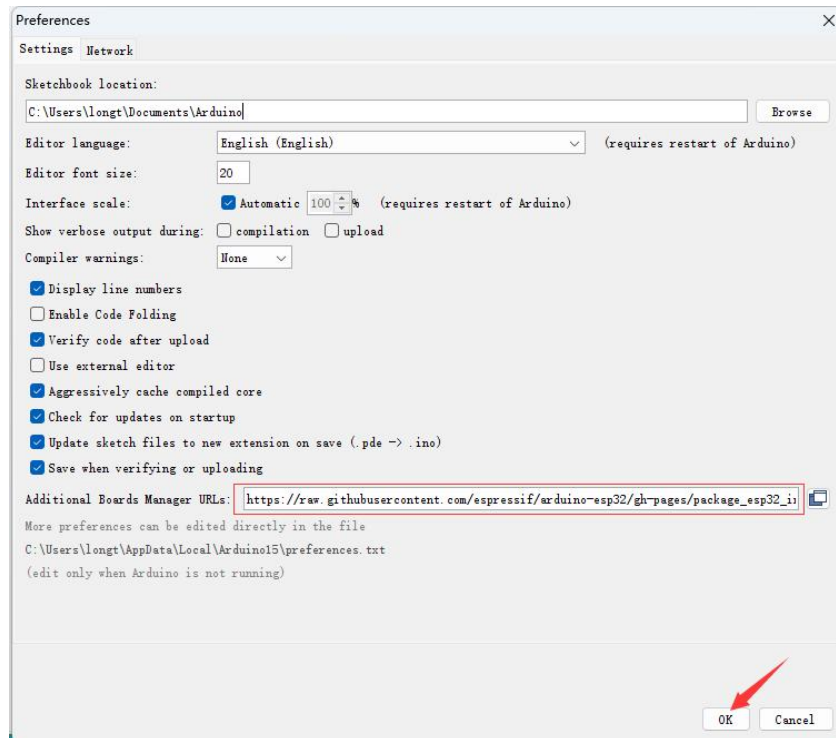 Preferences
Settings Network
Sketchbook location:
C:\Users\longt\Documents\Arduino Browse
Editor language: English (English) (requires restart of Arduino)
Editor font size: 20
Interface scale: Automatic 100 % (requires restart of Arduino)
Show verbose output during: compilation upload
Compiler warnings: None
Display line numbers
Enable Code Folding
Verify code after upload
Use external editor
Aggressively cache compiled core
Check for updates on startup
Update sketch files to new extension on save (.pde -> .ino)
Save when verifying or uploading
Additional Boards Manager URLs: https://raw.githubusercontent.com/espressif/arduino-esp32/gh-pages/package_esp32_i
More preferences can be edited directly in the file
C:\Users\longt\AppData\Local\Arduino15\preferences.txt
(edit only when Arduino is not running)
OK Cancel